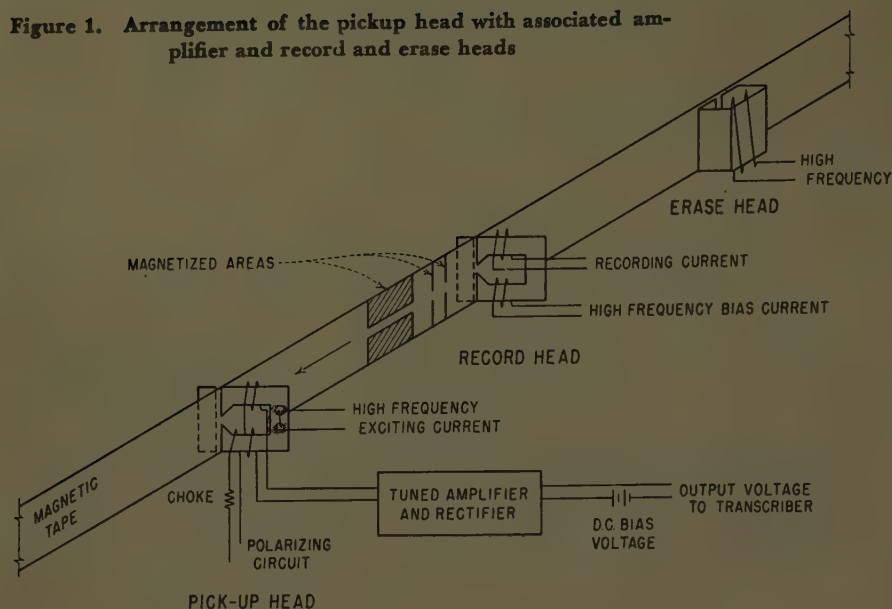 Figure 1. Arrangement of the pickup head with associated am-
plifier and record and erase heads
HIGH
FREQUENCY
ERASE HEAD
MAGNETIZED AREAS
RECORDING CURRENT
HIGH FREQUENCY BIAS CURRENT
RECORD HEAD
HIGH FREQUENCY
EXCITING CURRENT
MAGNETIC
TAPE
CHOKE
TUNED AMPLIFIER
AND RECTIFIER
OUTPUT VOLTAGE
TO TRANSCRIBER
D.C. BIAS
VOLTAGE
POLARIZING
CIRCUIT
PICK-UP HEAD